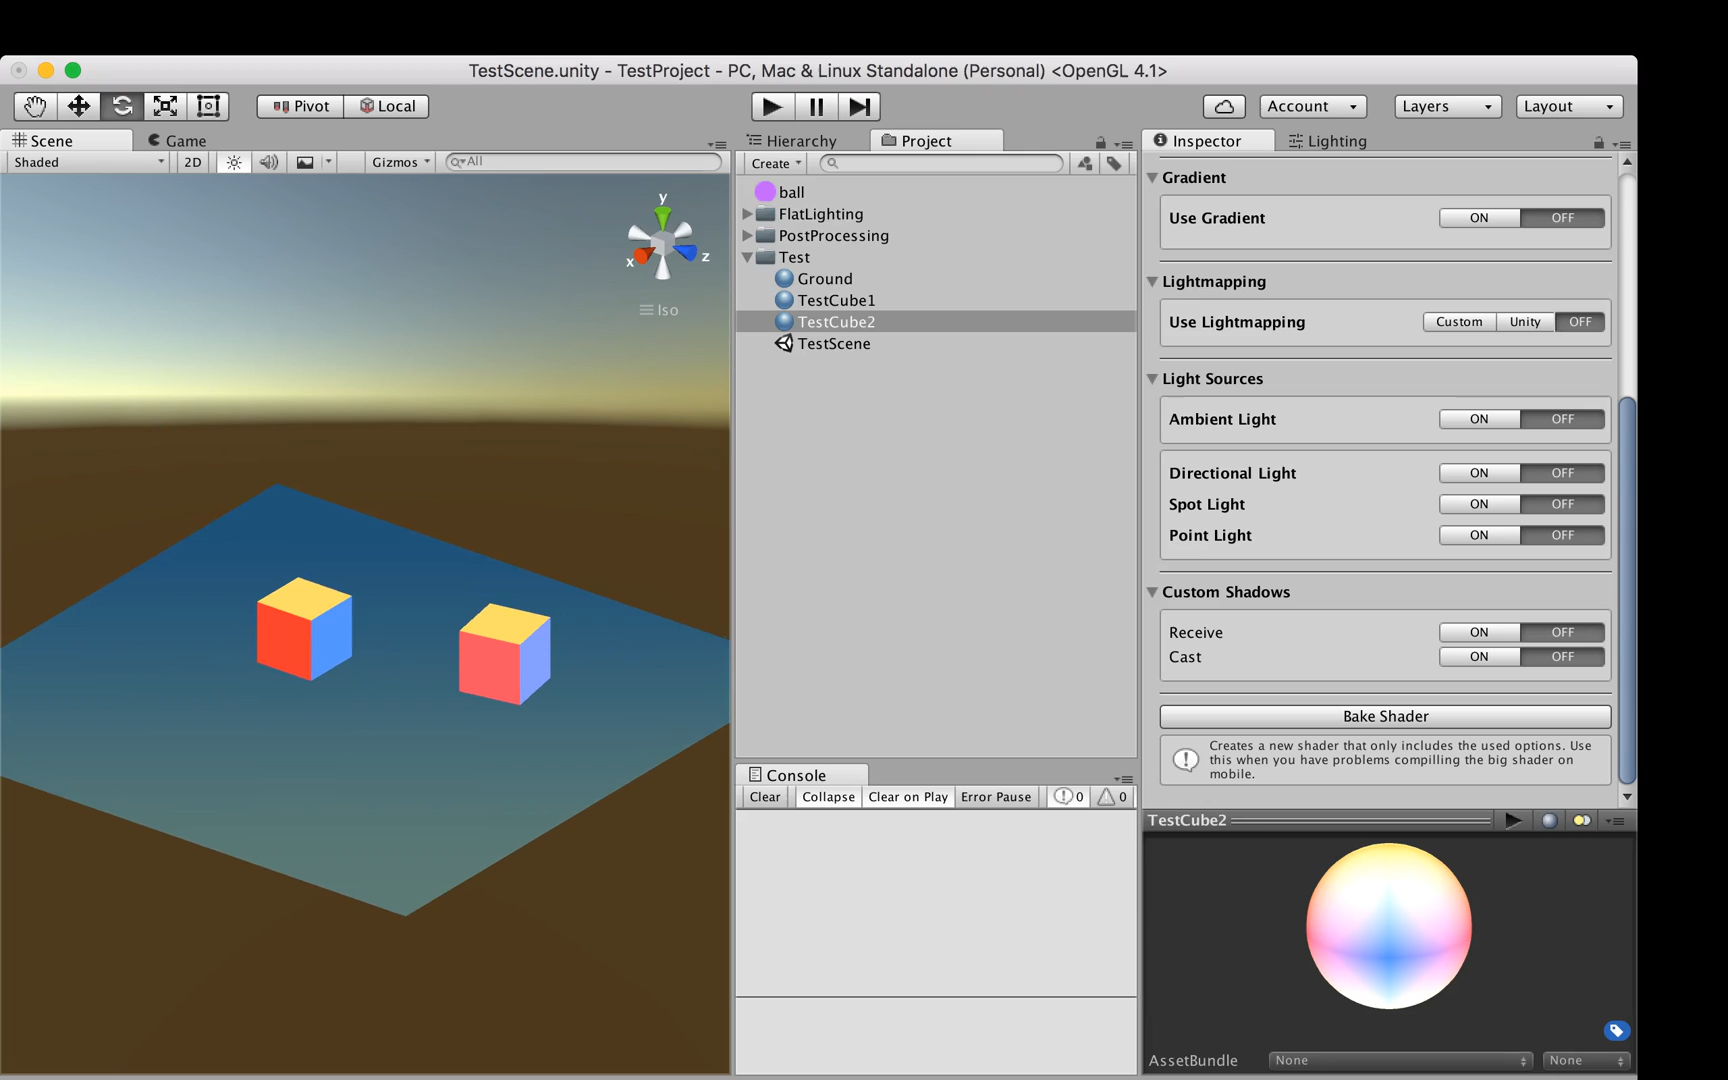 TestScene.unity - TestProject - PC, Mac & Linux Standalone (Personal) <OpenGL 4.1>
Pivot Local Account Layers Layout
Scene Game
Shaded 2D Gizmos All
y
x z
Iso
Hierarchy Project
Create
ball
FlatLighting
PostProcessing
Test
Ground
TestCube1
TestCube2
TestScene
Console
Clear Collapse Clear on Play Error Pause 0 0
Inspector Lighting
Gradient
Use Gradient ON OFF
Lightmapping
Use Lightmapping Custom Unity OFF
Light Sources
Ambient Light ON OFF
Directional Light ON OFF
Spot Light ON OFF
Point Light ON OFF
Custom Shadows
Receive ON OFF
Cast ON OFF
Bake Shader
Creates a new shader that only includes the used options. Use
this when you have problems compilling the big shader on
mobile.
TestCube2
AssetBundle None None